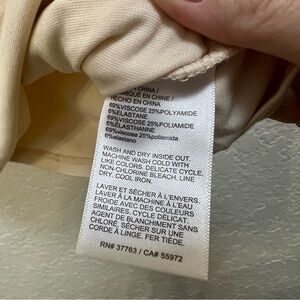 CHINA /
FABRIQUÉ EN CHINE /
HECHO EN CHINA
69%VISCOSE 25%POLYAMIDE
6%ELASTANE
69%VISCOSE 25%POLIAMIDE
6%ÉLASTHANNE
69%viscosa 25%poliamida
6%elastano
WASH AND DRY INSIDE OUT.
MACHINE WASH COLD WITH
LIKE COLORS. DELICATE CYCLE.
NON-CHLORINE BLEACH. LINE
DRY. COOL IRON.
LAVER ET SÉCHER À L'ENVERS.
LAVER À LA MACHINE À L'EAU
FROIDE AVEC DES COULEURS
SIMILAIRES. CYCLE DÉLICAT.
AGENT DE BLANCHIMENT SANS
CHLORE, SÉCHER SUR UNE
CORDE À LINGE. FER TIÈDE.
RN# 37763 / CA# 55972